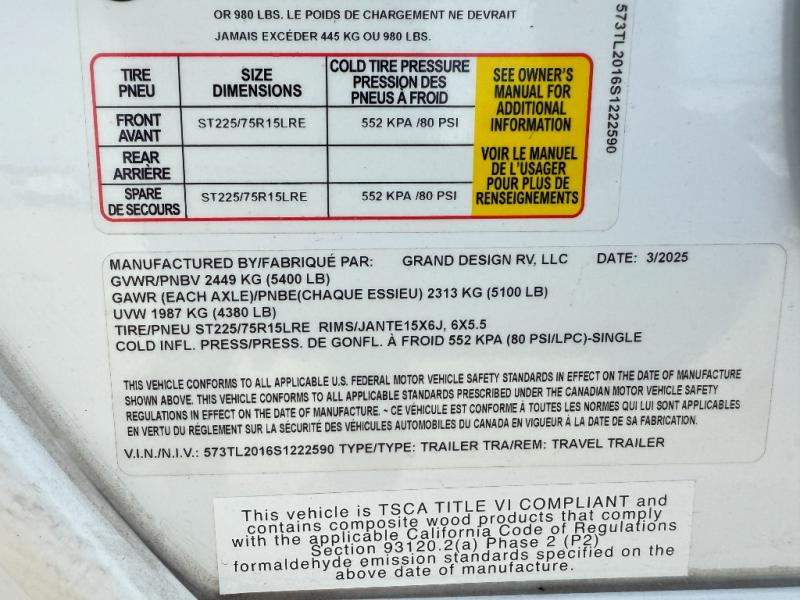 OR 980 LBS. LE POIDS DE CHARGEMENT NE DEVRAIT
JAMAIS EXCÉDER 445 KG OU 980 LBS.
TIRE
PNEU
SIZE
DIMENSIONS
COLD TIRE PRESSURE
PRESSION DES
PNEUS À FROID
SEE OWNER'S
MANUAL FOR
ADDITIONAL
INFORMATION
VOIR LE MANUEL
DE L'USAGER
POUR PLUS DE
RENSEIGNEMENTS
FRONT
AVANT
ST225/75R15LRE
552 KPA /80 PSI
REAR
ARRIÈRE
SPARE
DE SECOURS
ST225/75R15LRE
552 KPA /80 PSI
573TL2016S1222590
MANUFACTURED BY/FABRIQUÉ PAR: GRAND DESIGN RV, LLC DATE: 3/2025
GVWR/PNBV 2449 KG (5400 LB)
GAWR (EACH AXLE)/PNBE(CHAQUE ESSIEU) 2313 KG (5100 LB)
UVW 1987 KG (4380 LB)
TIRE/PNEU ST225/75R15LRE RIMS/JANTE15X6J, 6X5.5
COLD INFL. PRESS/PRESS. DE GONFL. À FROID 552 KPA (80 PSI/LPC)-SINGLE
THIS VEHICLE CONFORMS TO ALL APPLICABLE U.S. FEDERAL MOTOR VEHICLE SAFETY STANDARDS IN EFFECT ON THE DATE OF MANUFACTURE
SHOWN ABOVE. THIS VEHICLE CONFORMS TO ALL APPLICABLE STANDARDS PRESCRIBED UNDER THE CANADIAN MOTOR VEHICLE SAFETY
REGULATIONS IN EFFECT ON THE DATE OF MANUFACTURE. ~ CE VÉHICULE EST CONFORME À TOUTES LES NORMES QUI LUI SONT APPLICABLES
EN VERTU DU RÉGLEMENT SUR LA SÉCURITÉ DES VÉHICULES AUTOMOBILES DU CANADA EN VIGUEUR À LA DATE DE SA FABRICATION.
V.I.N./N.I.V.: 573TL2016S1222590 TYPE/TYPE: TRAILER TRA/REM: TRAVEL TRAILER
This vehicle is TSCA TITLE VI COMPLIANT and
contains composite wood products that comply
with the applicable California Code of Regulations
Section 93120.2(a) Phase 2 (P2)
formaldehyde emission standards specified on the
above date of manufacture.